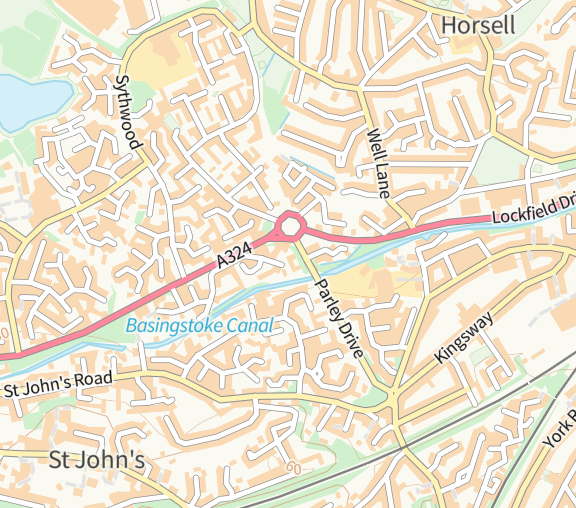 Horsell
Sythwood
Well Lane
Lockfield Dri
A324
Parley Drive
Basingstoke Canal
Kingsway
St John's Road
York R
St John's
60